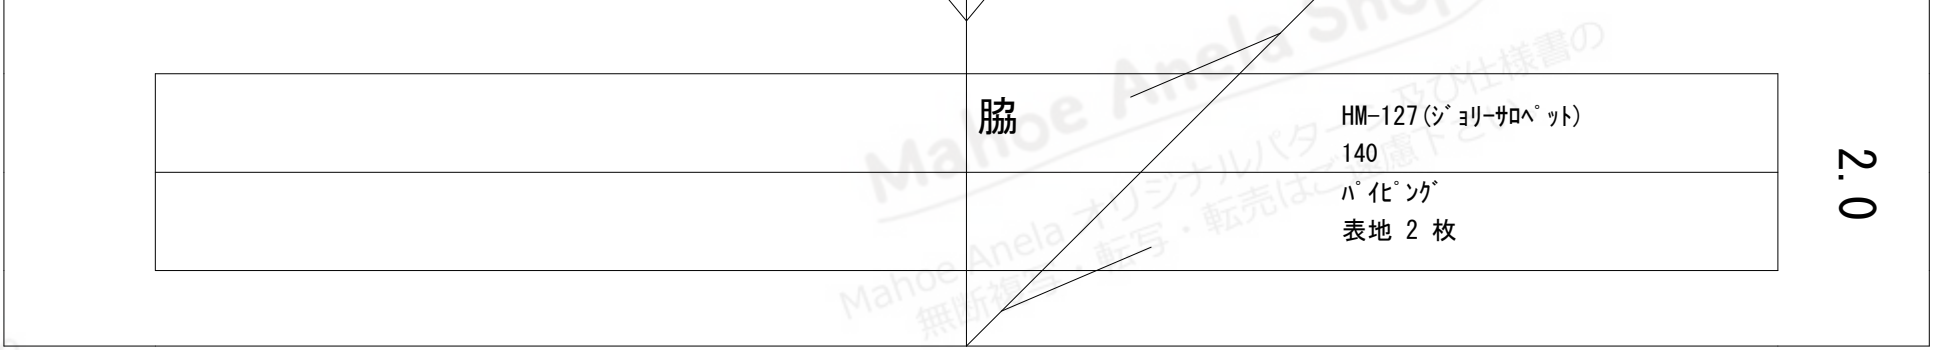 脇
HM-127(ｼﾞｮﾘｰｻﾛﾍﾟｯﾄ)
140
ﾊﾟｲﾋﾟﾝｸﾞ
表地 2 枚
2.0
Mahoe Anela Shop
Mahoe Anela オリジナルパターン及び仕様書の
無断複写・転写・転売はご遠慮下さい